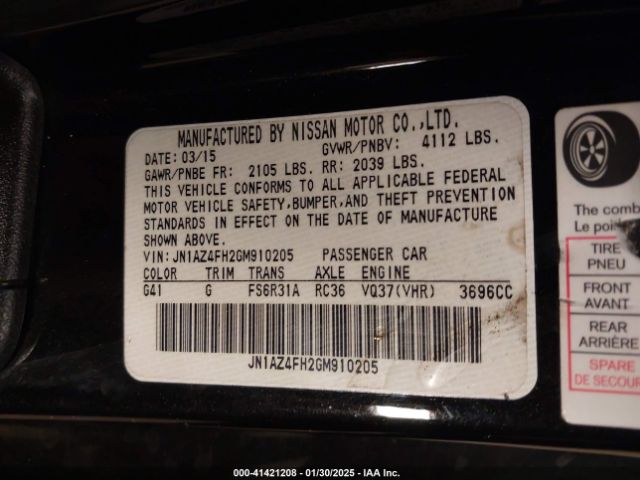 MANUFACTURED BY NISSAN MOTOR CO.,LTD.
DATE: 03/15 GVWR/PNBV: 4112 LBS.
GAWR/PNBE FR: 2105 LBS. RR: 2039 LBS.
THIS VEHICLE CONFORMS TO ALL APPLICABLE FEDERAL
MOTOR VEHICLE SAFETY,BUMPER,AND THEFT PREVENTION
STANDARDS IN EFFECT ON THE DATE OF MANUFACTURE
SHOWN ABOVE.
VIN: JN1AZ4FH2GM910205 PASSENGER CAR
COLOR TRIM TRANS AXLE ENGINE
G41 G FS6R31A RC36 VQ37(VHR) 3696CC
JN1AZ4FH2GM910205
The comb
Le poi
TIRE
PNEU
FRONT
AVANT
REAR
ARRIÈRE
SPARE
DE SECOUR
000-41421208 - 01/30/2025 - IAA Inc.